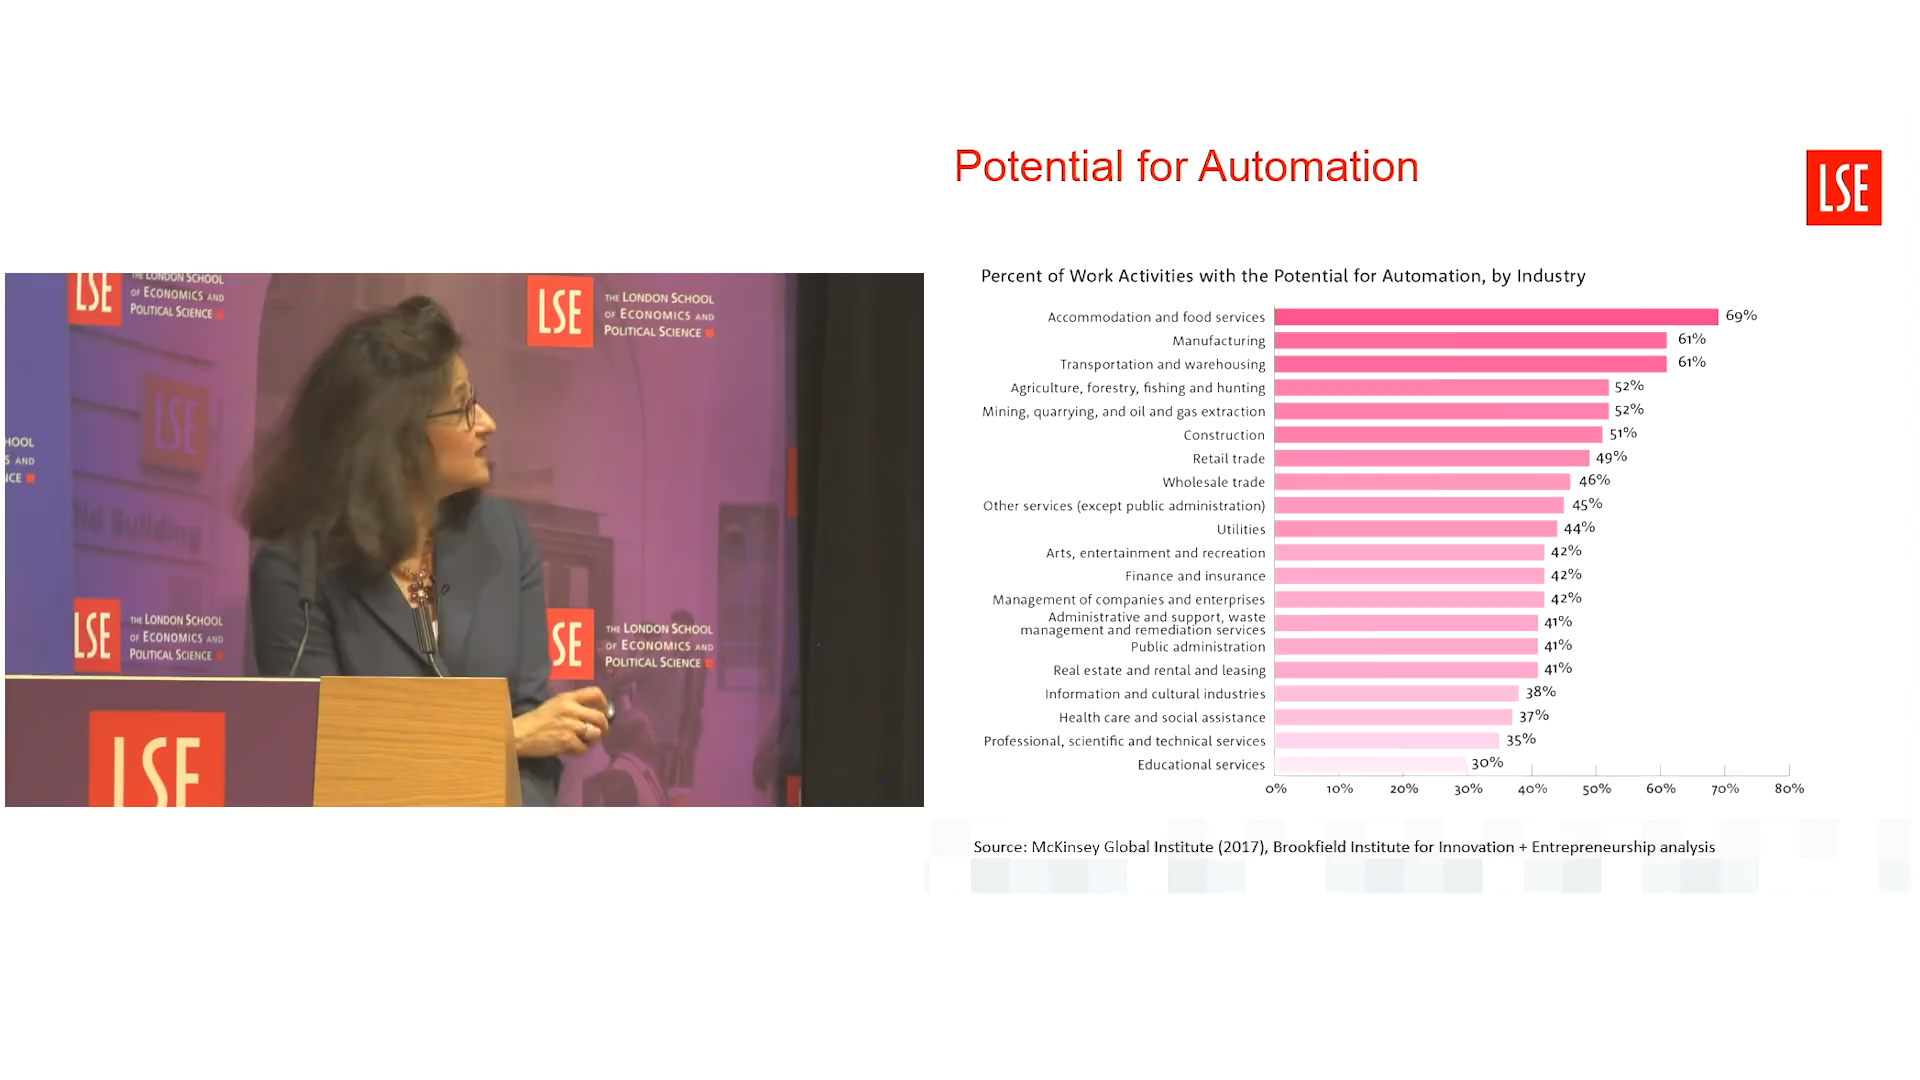 Potential for Automation
LSE
Percent of Work Activities with the Potential for Automation, by Industry
Accommodation and food services 69%
Manufacturing 61%
Transportation and warehousing 61%
Agriculture, forestry, fishing and hunting 52%
Mining, quarrying, and oil and gas extraction 52%
Construction 51%
Retail trade 49%
Wholesale trade 46%
Other services (except public administration) 45%
Utilities 44%
Arts, entertainment and recreation 42%
Finance and insurance 42%
Management of companies and enterprises 42%
Administrative and support, waste
management and remediation services 41%
Public administration 41%
Real estate and rental and leasing 41%
Information and cultural industries 38%
Health care and social assistance 37%
Professional, scientific and technical services 35%
Educational services 30%
0% 10% 20% 30% 40% 50% 60% 70% 80%
Source: McKinsey Global Institute (2017), Brookfield Institute for Innovation + Entrepreneurship analysis
LSE
THE LONDON SCHOOL
OF ECONOMICS AND
POLITICAL SCIENCE
LSE
THE LONDON SCHOOL
OF ECONOMICS AND
POLITICAL SCIENCE
LSE
HOOL
S AND
NCE
Old Building
LSE
THE LONDON SCHOOL
OF ECONOMICS AND
POLITICAL SCIENCE
SE
THE LONDON SCHOOL
OF ECONOMICS AND
POLITICAL SCIENCE
LSE